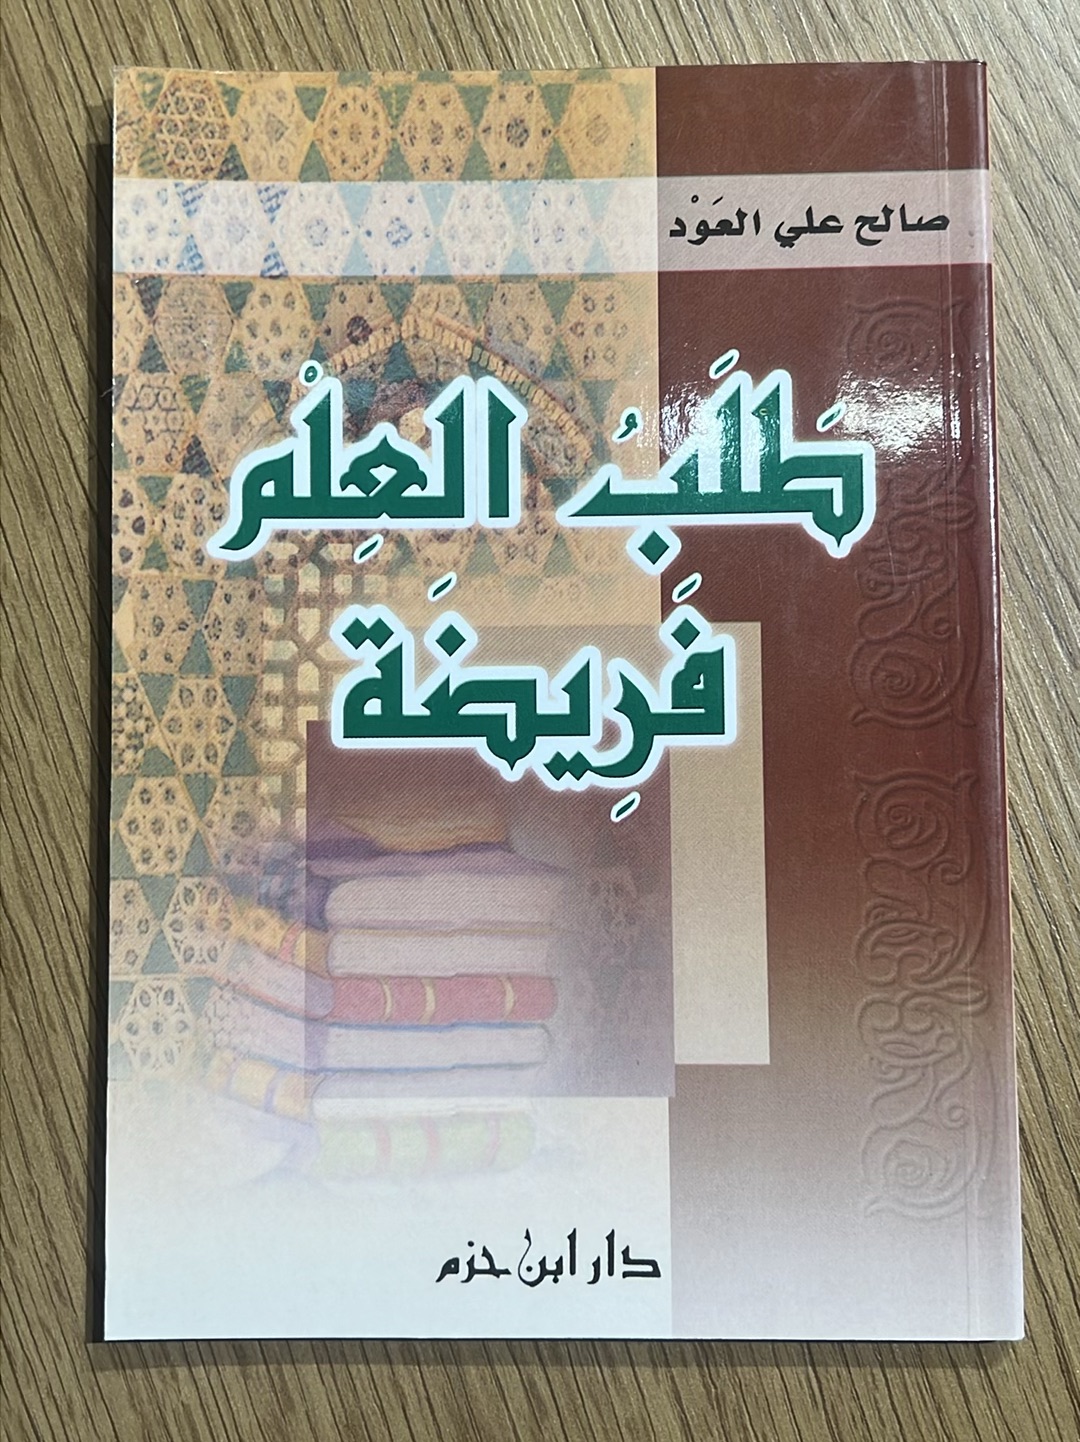 صالح علي العَوْد
طَلَبُ العِلْم
فَرِيضَة
دار ابن حزم